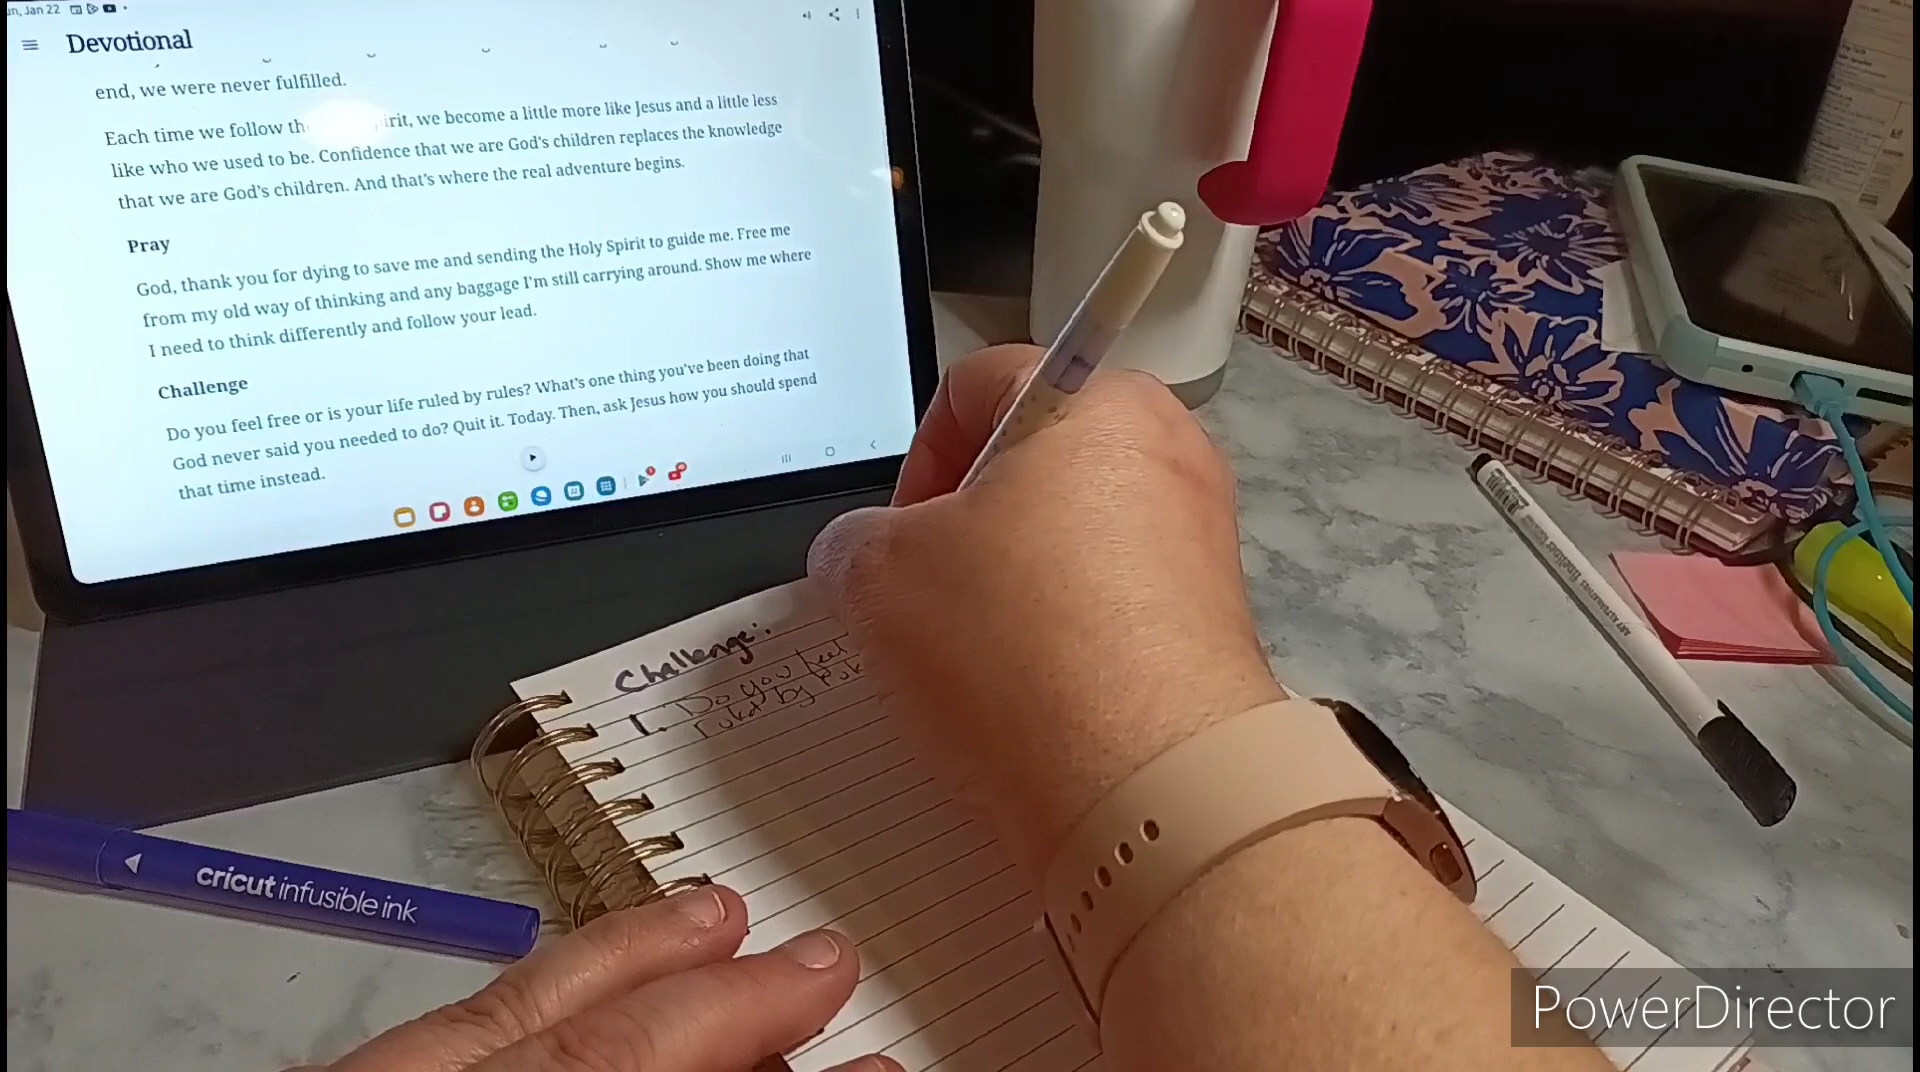 un, Jan 22
Devotional
end, we were never fulfilled.
Each time we follow th irit, we become a little more like Jesus and a little less
like who we used to be. Confidence that we are God's children replaces the knowledge
that we are God's children. And that's where the real adventure begins.
Pray
God, thank you for dying to save me and sending the Holy Spirit to guide me. Free me
from my old way of thinking and any baggage I'm still carrying around. Show me where
I need to think differently and follow your lead.
Challenge
Do you feel free or is your life ruled by rules? What's one thing you've been doing that
God never said you needed to do? Quit it. Today. Then, ask Jesus how you should spend
that time instead.
Challenge:
1. Do you feel
ruled by rule
cricut infusible ink
ART ALTERNATIVES
PowerDirector